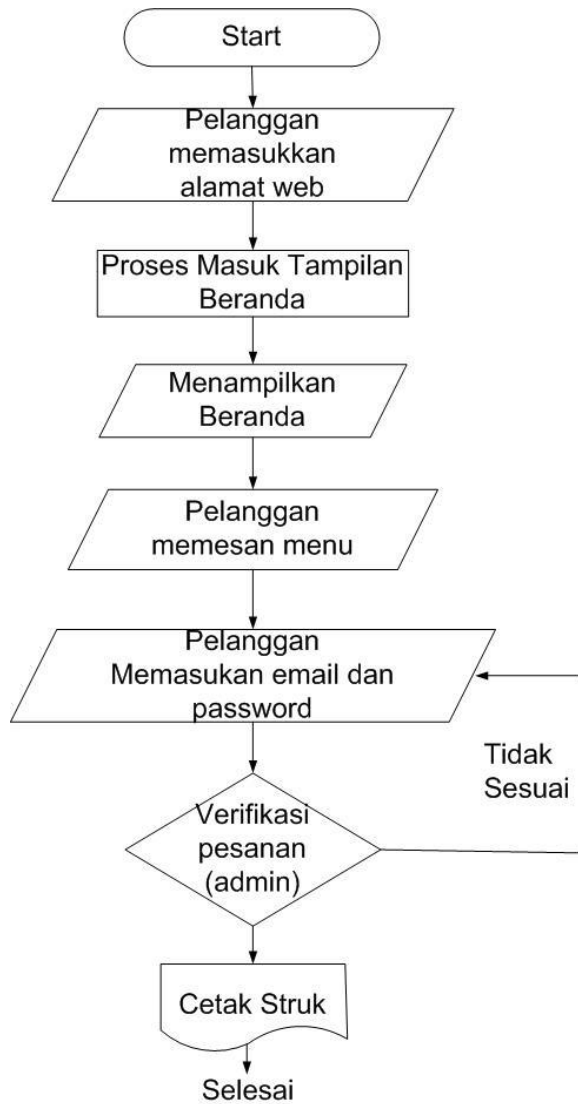 Start
Pelanggan
memasukkan
alamat web
Proses Masuk Tampilan
Beranda
Menampilkan
Beranda
Pelanggan
memesan menu
Pelanggan
Memasukan email dan
password
Tidak
Sesuai
Verifikasi
pesanan
(admin)
Cetak Struk
Selesai